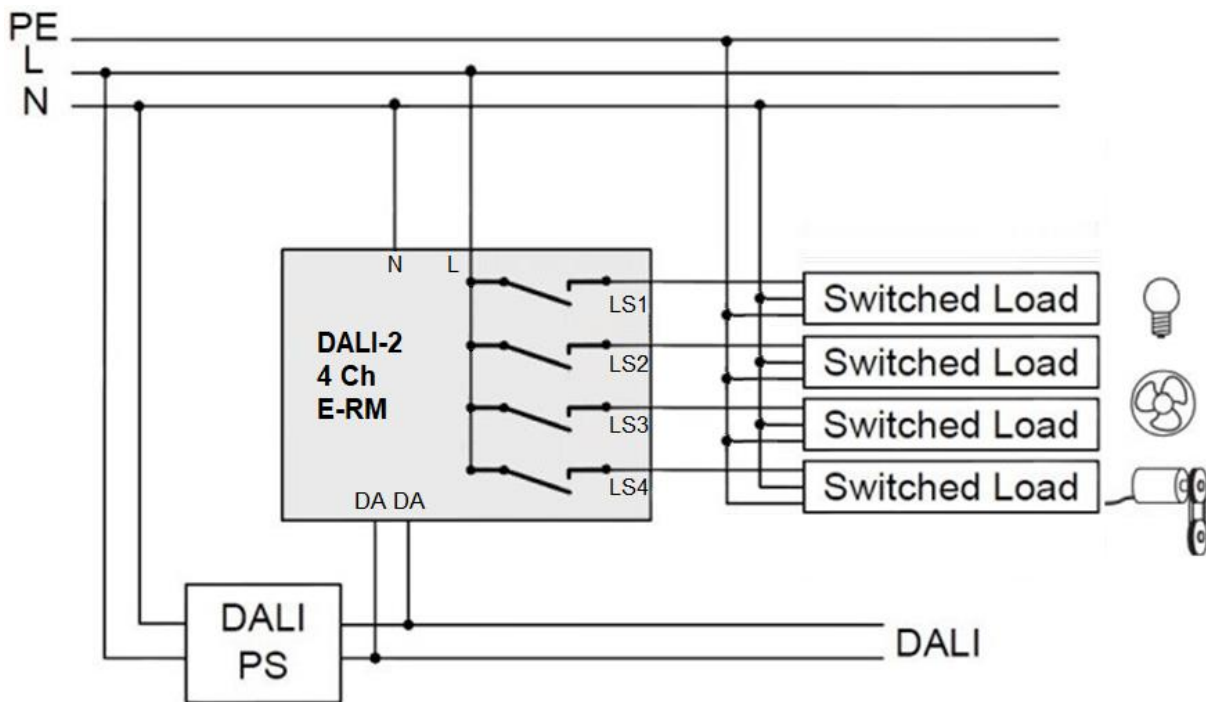 PE
L
N
N
L
LS1
Switched Load
DALI-2
4 Ch
E-RM
LS2
Switched Load
LS3
Switched Load
LS4
Switched Load
DA DA
DALI
PS
DALI